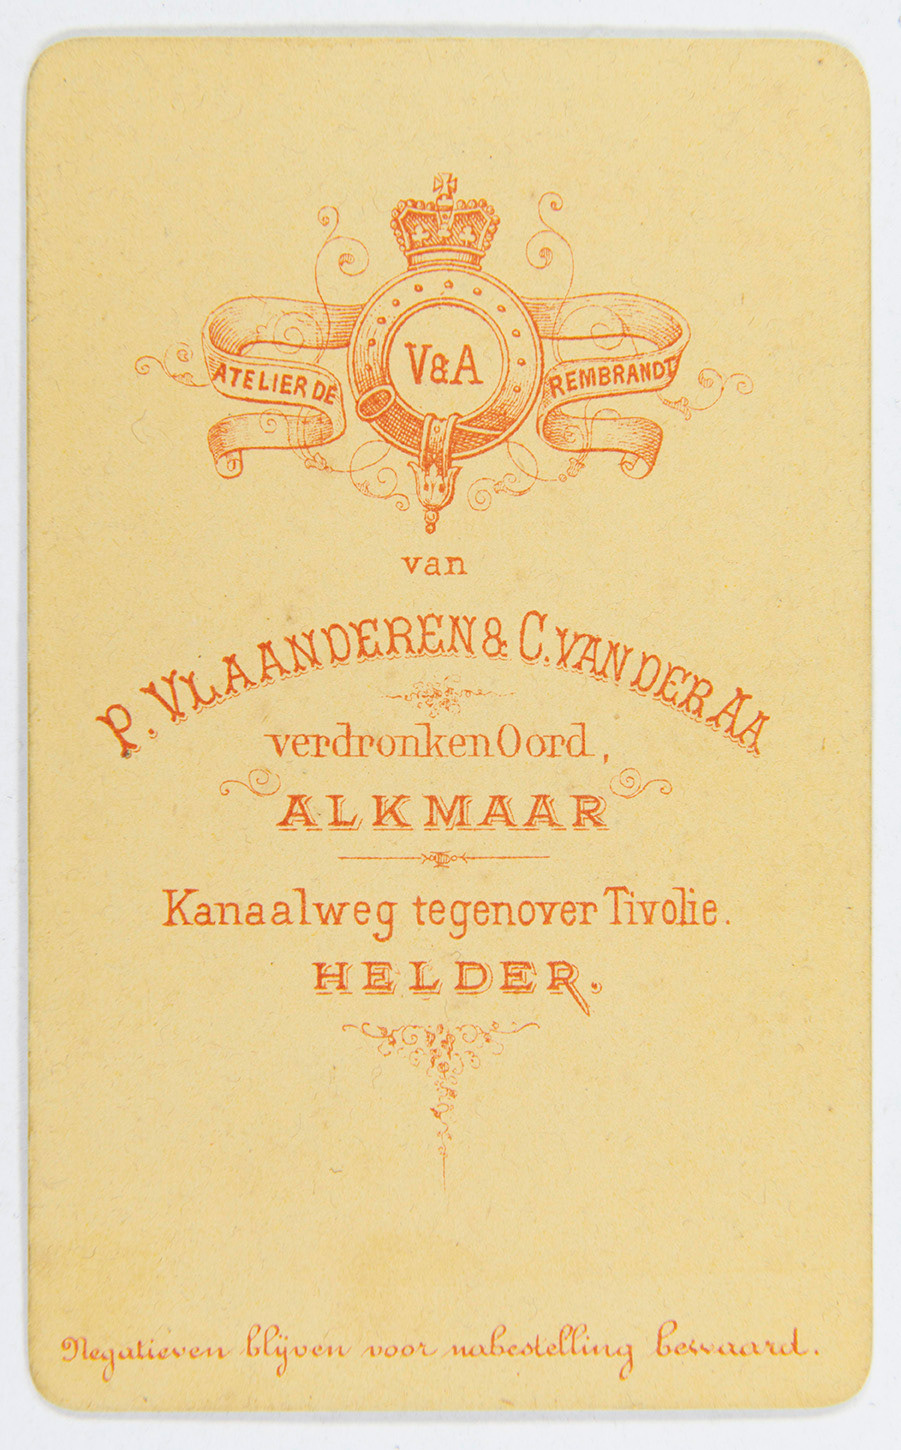 V&A
ATELIER DE REMBRANDT
van
P. VLAANDEREN & C. VAN DER AA
verdronken Oord,
ALKMAAR
Kanaalweg tegenover Tivolie.
HELDER.
Negatieven blijven voor nabestelling bewaard.